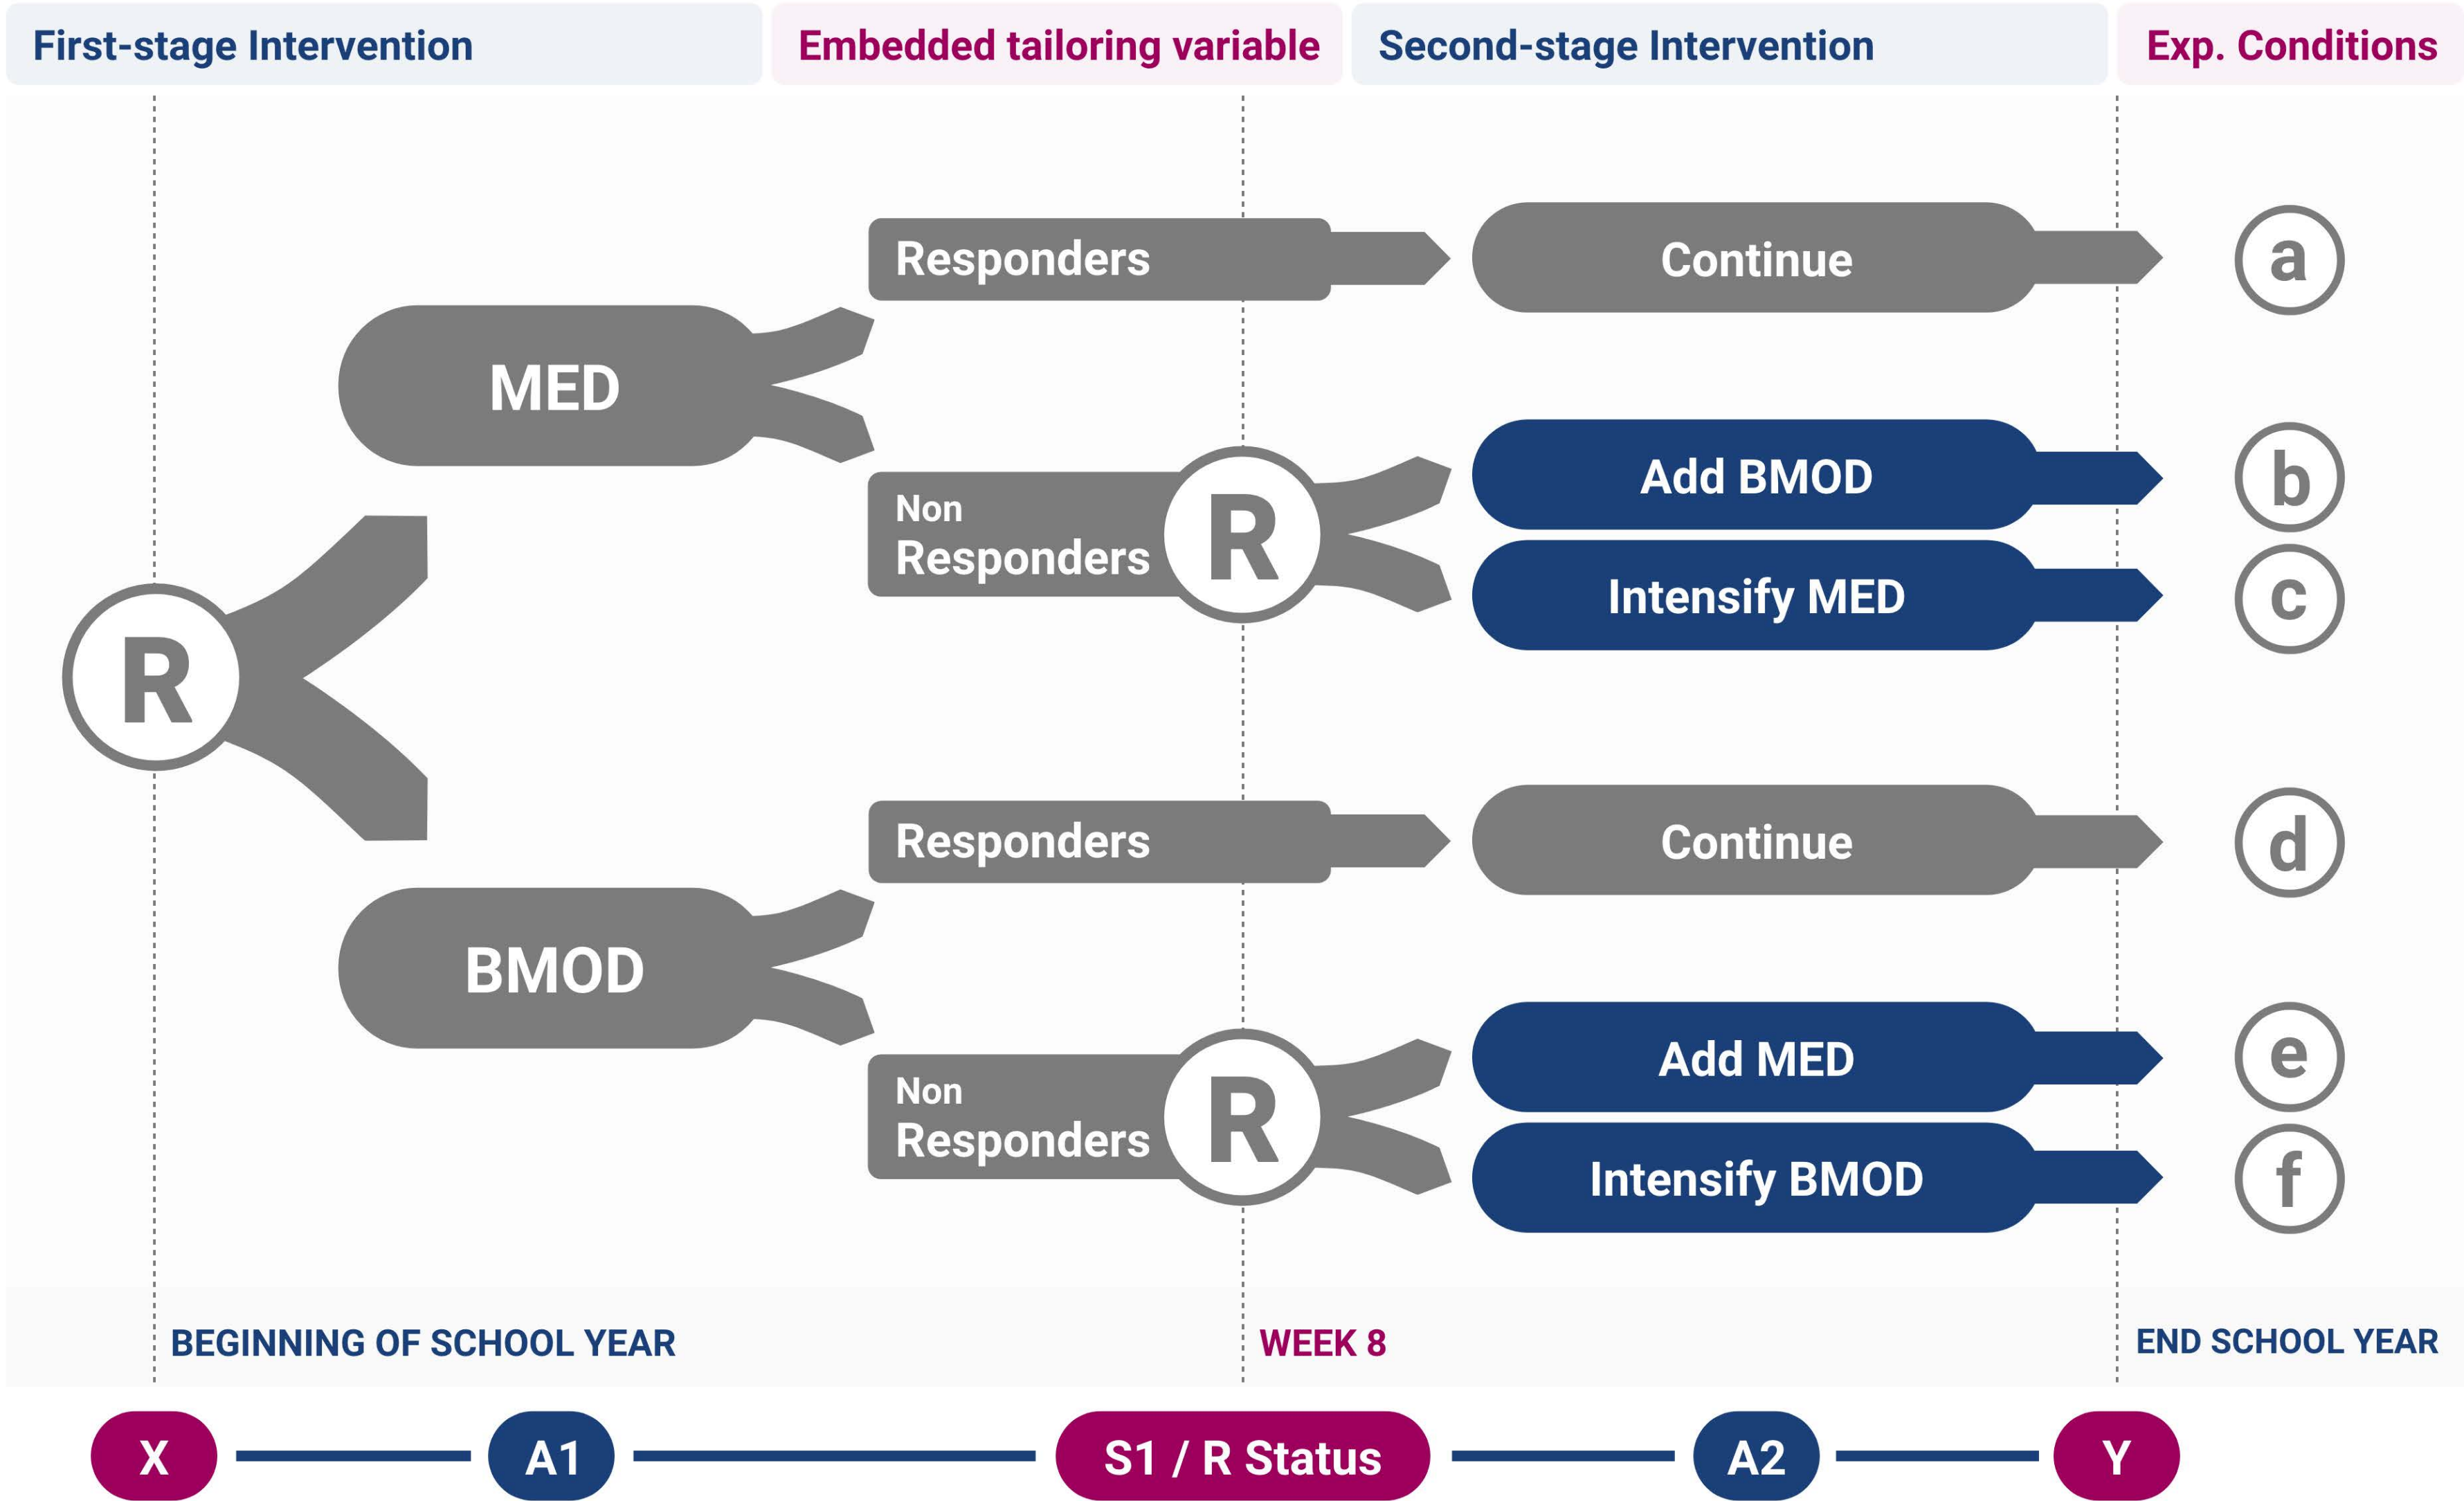 First-stage Intervention
Embedded tailoring variable
Second-stage Intervention
Exp. Conditions
Responders
Continue
a
MED
Add BMOD
b
Non
Responders
R
Intensify MED
c
R
Responders
Continue
d
BMOD
Add MED
e
Non
Responders
R
Intensify BMOD
f
BEGINNING OF SCHOOL YEAR
WEEK 8
END SCHOOL YEAR
X
A1
S1 / R Status
A2
Y